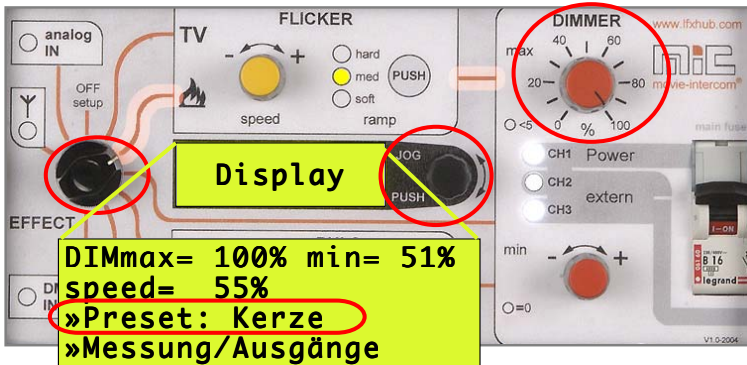 analog
IN
OFF
setup
EFFECT
TV
FLICKER
- +
speed
hard
med
soft
ramp
PUSH
Display
JOG
PUSH
DIMmax= 100% min= 51%
speed= 55%
»Preset: Kerze
»Messung/Ausgänge
DIMMER
max
0
20
40
60
80
100
%
<5
CH1 Power
CH2
extern
CH3
min
- +
=0
www.lfxhub.com
MIC
movie-intercom®
main fuse
I-ON
B 16
legrand
V1.0-2004